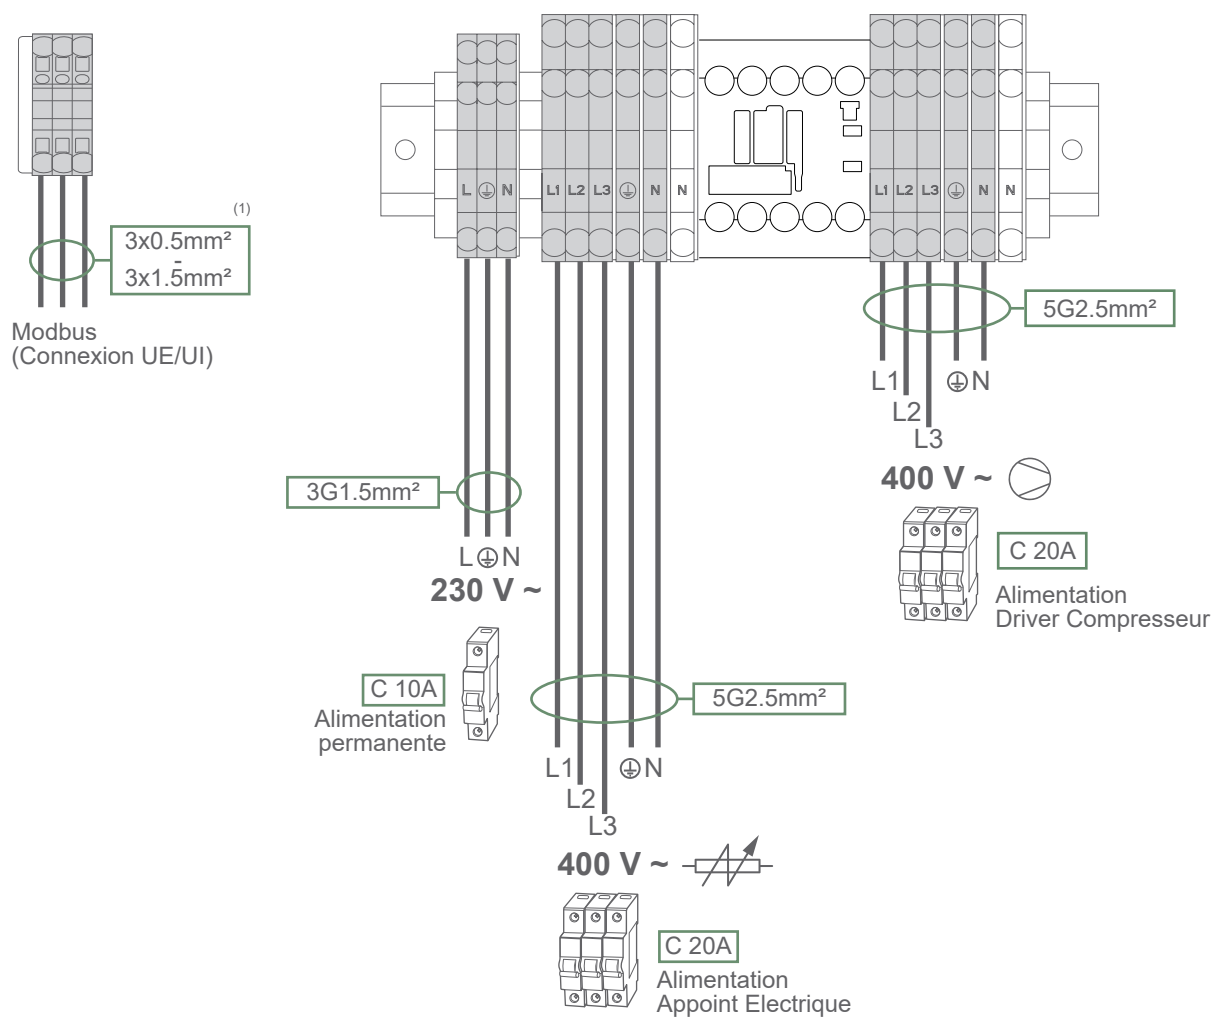 (1)
3x0.5mm²
-
3x1.5mm²
Modbus
(Connexion UE/UI)
L N
L1 L2 L3 N N
L1 L2 L3 N N
5G2.5mm²
L1 N
L2
L3
400 V ~
C 20A
Alimentation
Driver Compresseur
3G1.5mm²
L N
230 V ~
C 10A
Alimentation
permanente
5G2.5mm²
L1 N
L2
L3
400 V ~
C 20A
Alimentation
Appoint Electrique